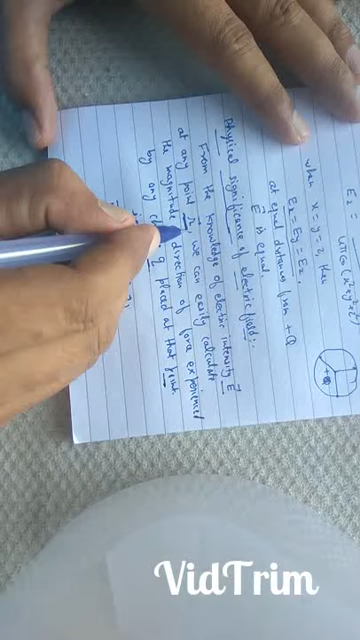 E₂
4πε₀(x²+y²+z²)
when x = y = z, then
Ex = Ey = Ez.
at equal distances from +Q
E⃗ is equal
+Q
Physical significance of electric field:-
From the knowledge of electric intensity E⃗
at any point r⃗, we can easily calculate
the magnitude direction of force experienced
by any q placed at that point.
VidTrim